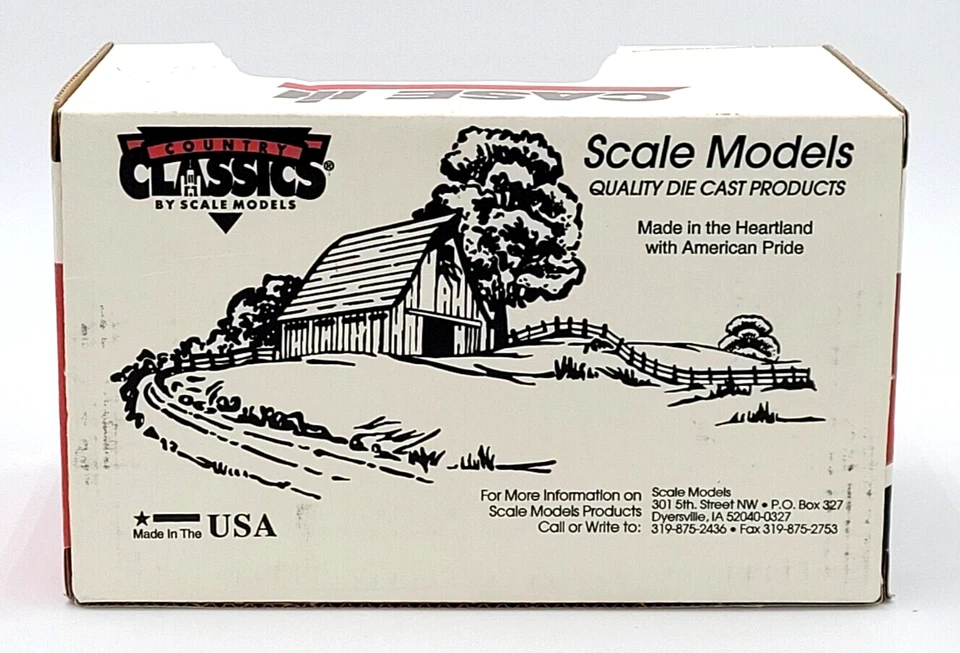 CASE IH
COUNTRY
CLASSICS®
BY SCALE MODELS
Scale Models
QUALITY DIE CAST PRODUCTS
Made in the Heartland
with American Pride
Made In The USA
For More Information on
Scale Models Products
Call or Write to:
Scale Models
301 5th. Street NW • P.O. Box 327
Dyersville, IA 52040-0327
319-875-2436 • Fax 319-875-2753